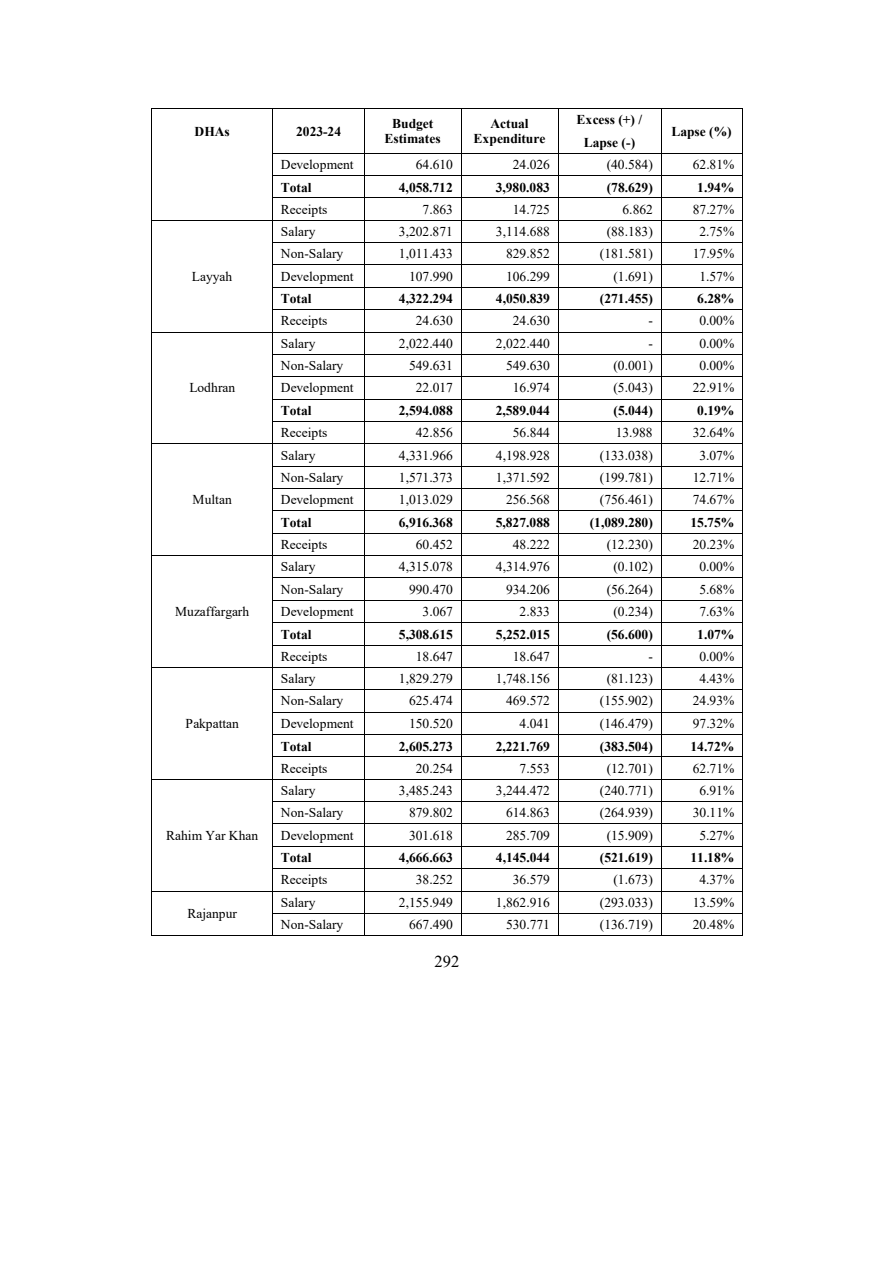 DHAs 2023-24 Budget Estimates Actual Expenditure Excess (+) / Lapse (-) Lapse (%)
Development 64.610 24.026 (40.584) 62.81%
Total 4,058.712 3,980.083 (78.629) 1.94%
Receipts 7.863 14.725 6.862 87.27%
Layyah
Salary 3,202.871 3,114.688 (88.183) 2.75%
Non-Salary 1,011.433 829.852 (181.581) 17.95%
Development 107.990 106.299 (1.691) 1.57%
Total 4,322.294 4,050.839 (271.455) 6.28%
Receipts 24.630 24.630 - 0.00%
Lodhran
Salary 2,022.440 2,022.440 - 0.00%
Non-Salary 549.631 549.630 (0.001) 0.00%
Development 22.017 16.974 (5.043) 22.91%
Total 2,594.088 2,589.044 (5.044) 0.19%
Receipts 42.856 56.844 13.988 32.64%
Multan
Salary 4,331.966 4,198.928 (133.038) 3.07%
Non-Salary 1,571.373 1,371.592 (199.781) 12.71%
Development 1,013.029 256.568 (756.461) 74.67%
Total 6,916.368 5,827.088 (1,089.280) 15.75%
Receipts 60.452 48.222 (12.230) 20.23%
Muzaffargarh
Salary 4,315.078 4,314.976 (0.102) 0.00%
Non-Salary 990.470 934.206 (56.264) 5.68%
Development 3.067 2.833 (0.234) 7.63%
Total 5,308.615 5,252.015 (56.600) 1.07%
Receipts 18.647 18.647 - 0.00%
Pakpattan
Salary 1,829.279 1,748.156 (81.123) 4.43%
Non-Salary 625.474 469.572 (155.902) 24.93%
Development 150.520 4.041 (146.479) 97.32%
Total 2,605.273 2,221.769 (383.504) 14.72%
Receipts 20.254 7.553 (12.701) 62.71%
Rahim Yar Khan
Salary 3,485.243 3,244.472 (240.771) 6.91%
Non-Salary 879.802 614.863 (264.939) 30.11%
Development 301.618 285.709 (15.909) 5.27%
Total 4,666.663 4,145.044 (521.619) 11.18%
Receipts 38.252 36.579 (1.673) 4.37%
Rajanpur
Salary 2,155.949 1,862.916 (293.033) 13.59%
Non-Salary 667.490 530.771 (136.719) 20.48%
292